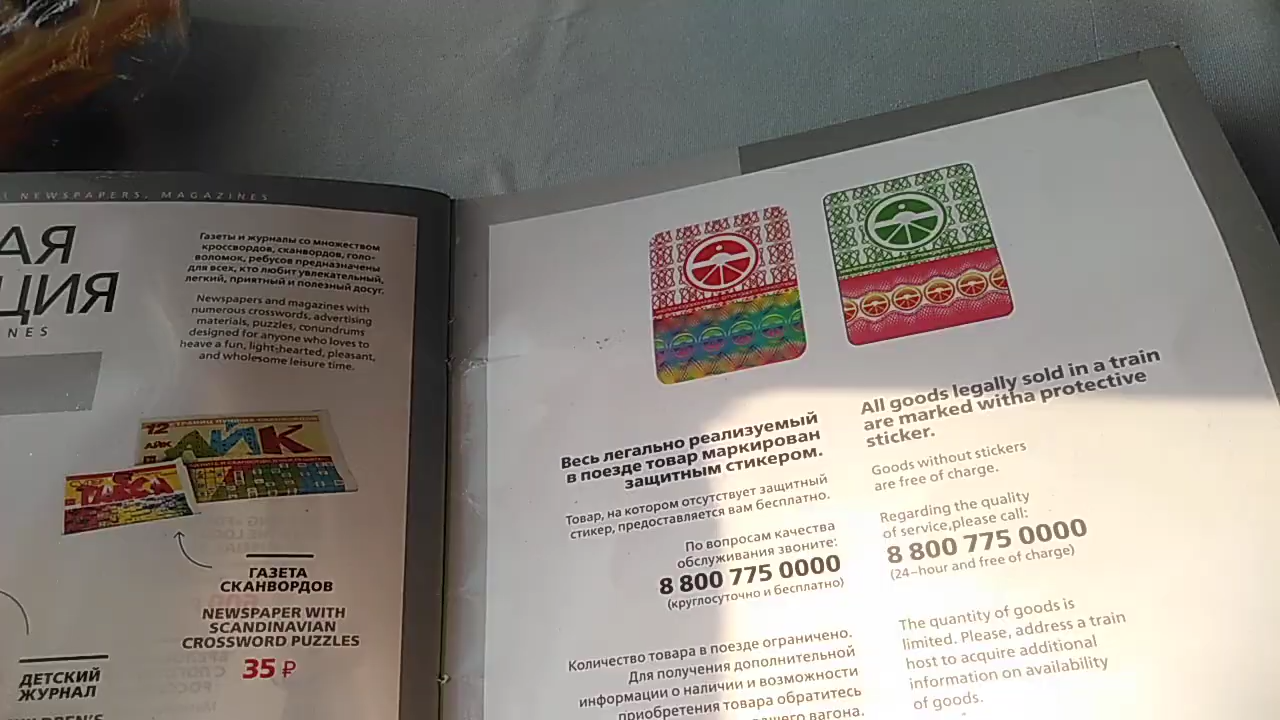 NEWSPAPERS, MAGAZINES
АЯ
ЦИЯ
NES
Газеты и журналы со множеством
кроссвордов, сканвордов, голо-
воломок, ребусов предназначены
для всех, кто любит увлекательный,
легкий, приятный и полезный досуг.
Newspapers and magazines with
numerous crosswords, advertising
materials, puzzles, conundrums
designed for anyone who loves to
heave a fun, light-hearted, pleasant,
and wholesome leisure time.
12
АЙК
ГАЗЕТА
СКАНВОРДОВ
NEWSPAPER WITH
SCANDINAVIAN
CROSSWORD PUZZLES
35 ₽
ДЕТСКИЙ
ЖУРНАЛ
Весь легально реализуемый
в поезде товар маркирован
защитным стикером.
Товар, на котором отсутствует защитный
стикер, предоставляется вам бесплатно.
По вопросам качества
обслуживания звоните:
8 800 775 0000
(круглосуточно и бесплатно)
Количество товара в поезде ограничено.
Для получения дополнительной
информации о наличии и возможности
приобретения товара обратитесь
вагона.
All goods legally sold in a train
are marked witha protective
sticker.
Goods without stickers
are free of charge.
Regarding the quality
of service,please call:
8 800 775 0000
(24-hour and free of charge)
The quantity of goods is
limited. Please, address a train
host to acquire additional
information on availability
of goods.